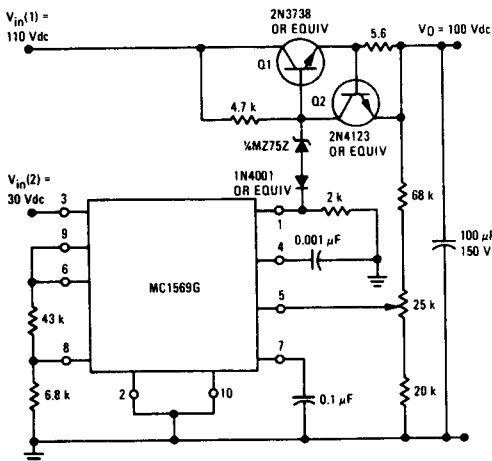 Vin(1) =
110 Vdc
2N3738
OR EQUIV
5.6
VO = 100 Vdc
Q1
Q2
4.7 k
2N4123
OR EQUIV
¼MZ75Z
Vin(2) =
30 Vdc
1N4001
OR EQUIV
68 k
3
1
2 k
9
0.001 µF
100 µF
150 V
4
6
MC1569G
5
25 k
43 k
8
7
6.8 k
2
10
0.1 µF
20 k